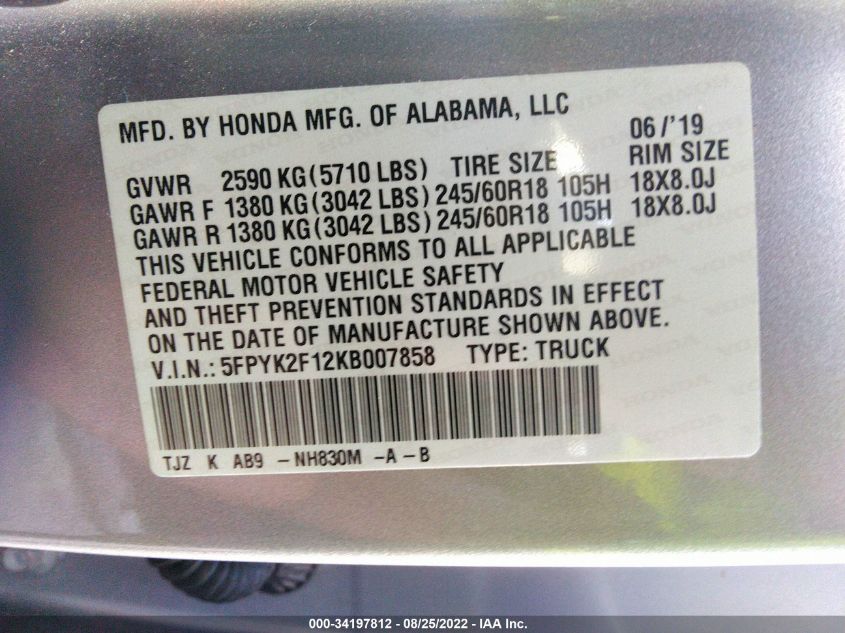 MFD. BY HONDA MFG. OF ALABAMA, LLC 06/'19
GVWR 2590 KG(5710 LBS) TIRE SIZE RIM SIZE
GAWR F 1380 KG(3042 LBS) 245/60R18 105H 18X8.0J
GAWR R 1380 KG(3042 LBS) 245/60R18 105H 18X8.0J
THIS VEHICLE CONFORMS TO ALL APPLICABLE
FEDERAL MOTOR VEHICLE SAFETY
AND THEFT PREVENTION STANDARDS IN EFFECT
ON THE DATE OF MANUFACTURE SHOWN ABOVE.
V.I.N.: 5FPYK2F12KB007858 TYPE: TRUCK
TJZ K AB9 -NH830M -A-B
000-34197812 - 08/25/2022 - IAA Inc.